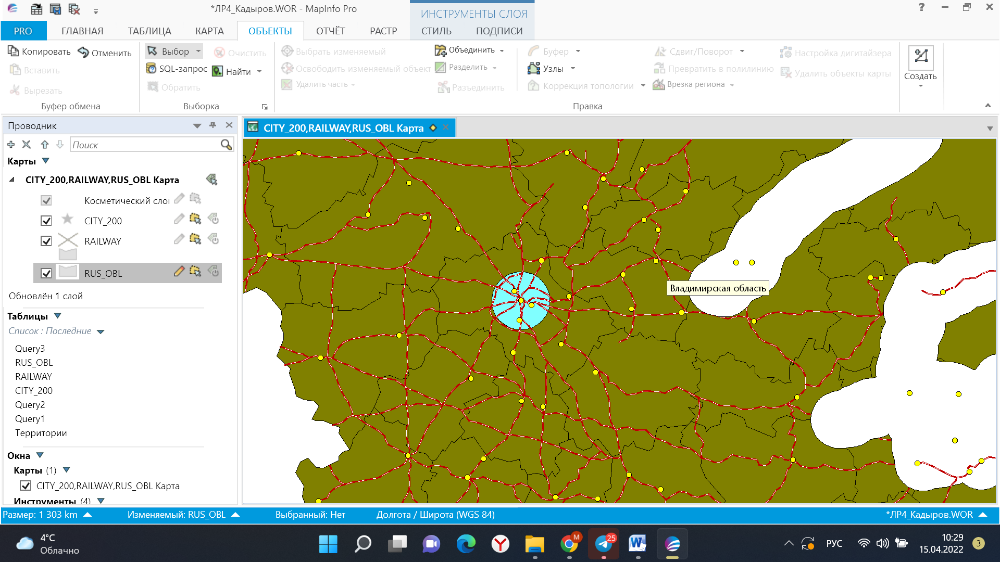 *ЛР4_Кадыров.WOR - MapInfo Pro
ИНСТРУМЕНТЫ СЛОЯ
?
PRO ГЛАВНАЯ ТАБЛИЦА КАРТА ОБЪЕКТЫ ОТЧЁТ РАСТР СТИЛЬ ПОДПИСИ
Копировать
Отменить
Вставить
Вырезать
Буфер обмена
Выбор
Очистить
SQL-запрос
Найти
Обратить
Выборка
Выбрать изменяемый
Освободить изменяемый объект
Удалить часть
Объединить
Разделить
Разъединить
Буфер
Узлы
Коррекция топологии
Сдвиг/Поворот
Превратить в полилинию
Врезка региона
Настройка дигитайзера
Удалить объекты карты
Правка
Создать
Проводник
Поиск
Карты
CITY_200,RAILWAY,RUS_OBL Карта
Косметический сло
CITY_200
RAILWAY
RUS_OBL
Обновлён 1 слой
Таблицы
Список : Последние
Query3
RUS_OBL
RAILWAY
CITY_200
Query2
Query1
Территории
Окна
Карты (1)
CITY_200,RAILWAY,RUS_OBL Карта
Инструменты (4)
CITY_200,RAILWAY,RUS_OBL Карта
Владимирская область
Размер: 1 303 km
Изменяемый: RUS_OBL
Выбранный: Нет
Долгота / Широта (WGS 84)
*ЛР4_Кадыров.WOR
4°C
Облачно
M
25
РУС
10:29
15.04.2022
3